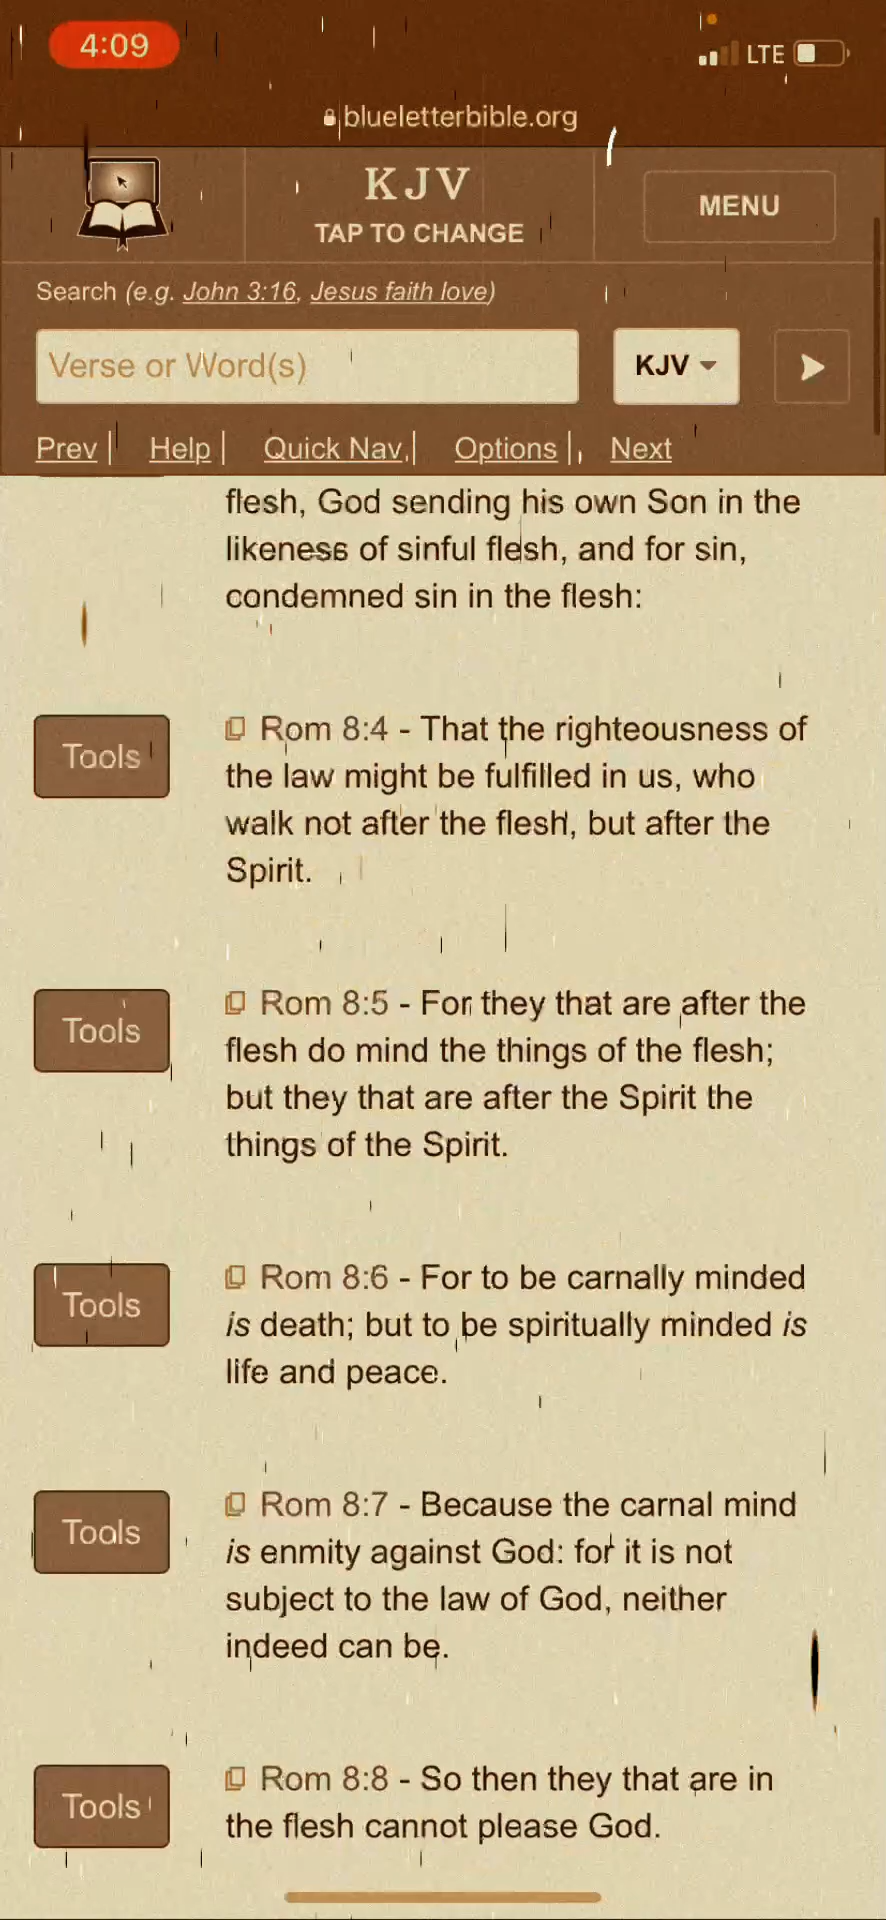 4:09
LTE
blueletterbible.org
KJV
TAP TO CHANGE
MENU
Search (e.g. John 3:16, Jesus faith love)
Verse or Word(s)
KJV
Prev | Help | Quick Nav | Options | Next
flesh, God sending his own Son in the
likeness of sinful flesh, and for sin,
condemned sin in the flesh:
Tools
Rom 8:4 - That the righteousness of
the law might be fulfilled in us, who
walk not after the flesh, but after the
Spirit.
Tools
Rom 8:5 - For they that are after the
flesh do mind the things of the flesh;
but they that are after the Spirit the
things of the Spirit.
Tools
Rom 8:6 - For to be carnally minded
is death; but to be spiritually minded is
life and peace.
Tools
Rom 8:7 - Because the carnal mind
is enmity against God: for it is not
subject to the law of God, neither
indeed can be.
Tools
Rom 8:8 - So then they that are in
the flesh cannot please God.